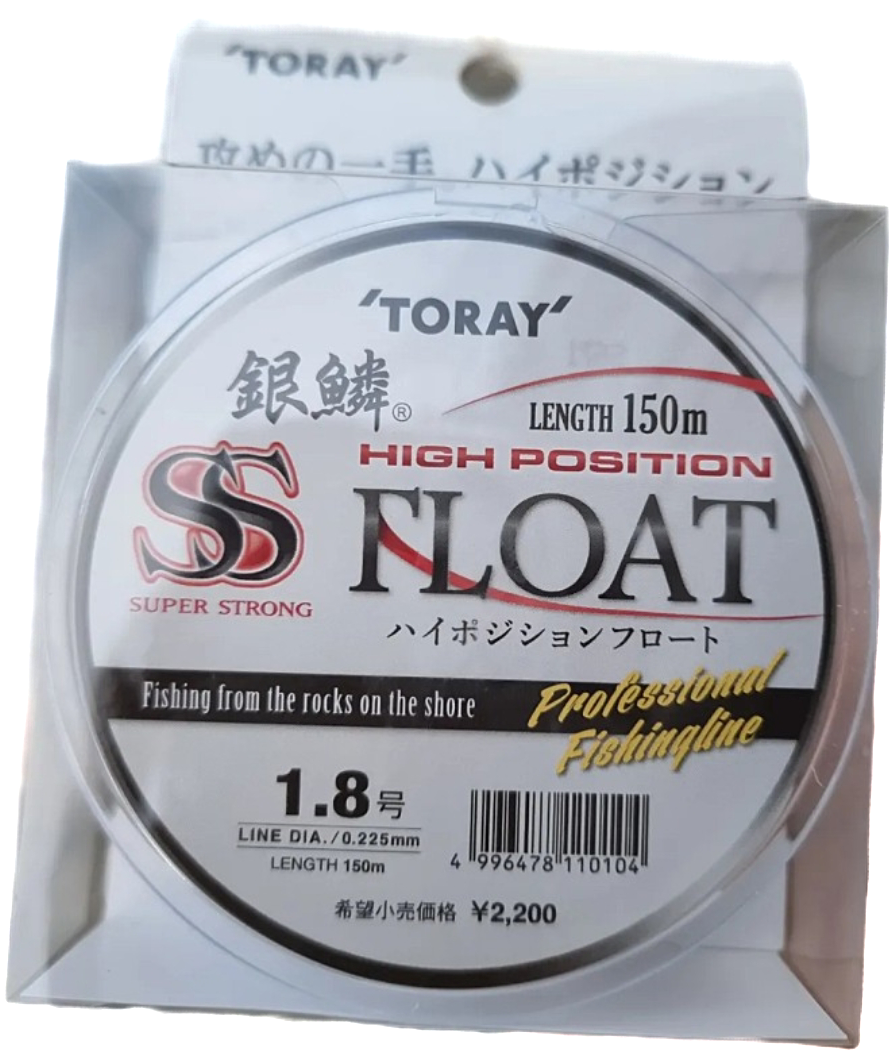 'TORAY'
攻めの一手。ハイポジション
'TORAY'
銀鱗®
LENGTH 150m
HIGH POSITION
SS
FLOAT
SUPER STRONG
ハイポジションフロート
Fishing from the rocks on the shore
Professional
Fishingline
1.8号
LINE DIA./0.225mm
LENGTH 150m
4 996478 110104
希望小売価格 ¥2,200